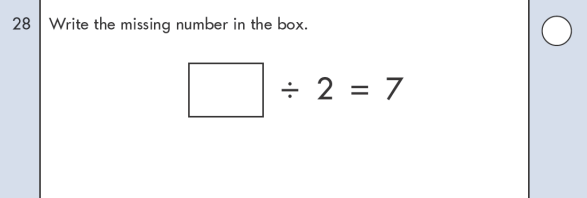 28 Write the missing number in the box.
÷ 2 = 7